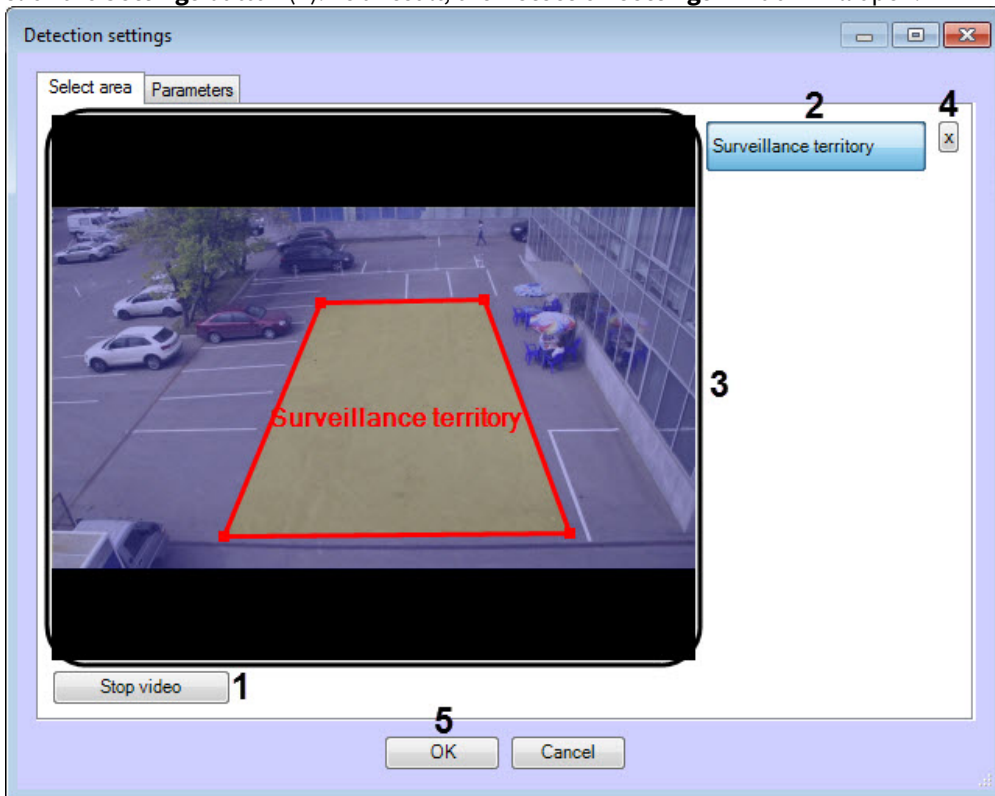 Detection settings
Select area
Parameters
2
4
Surveillance territory
x
3
Surveillance territory
Stop video
1
5
OK
Cancel